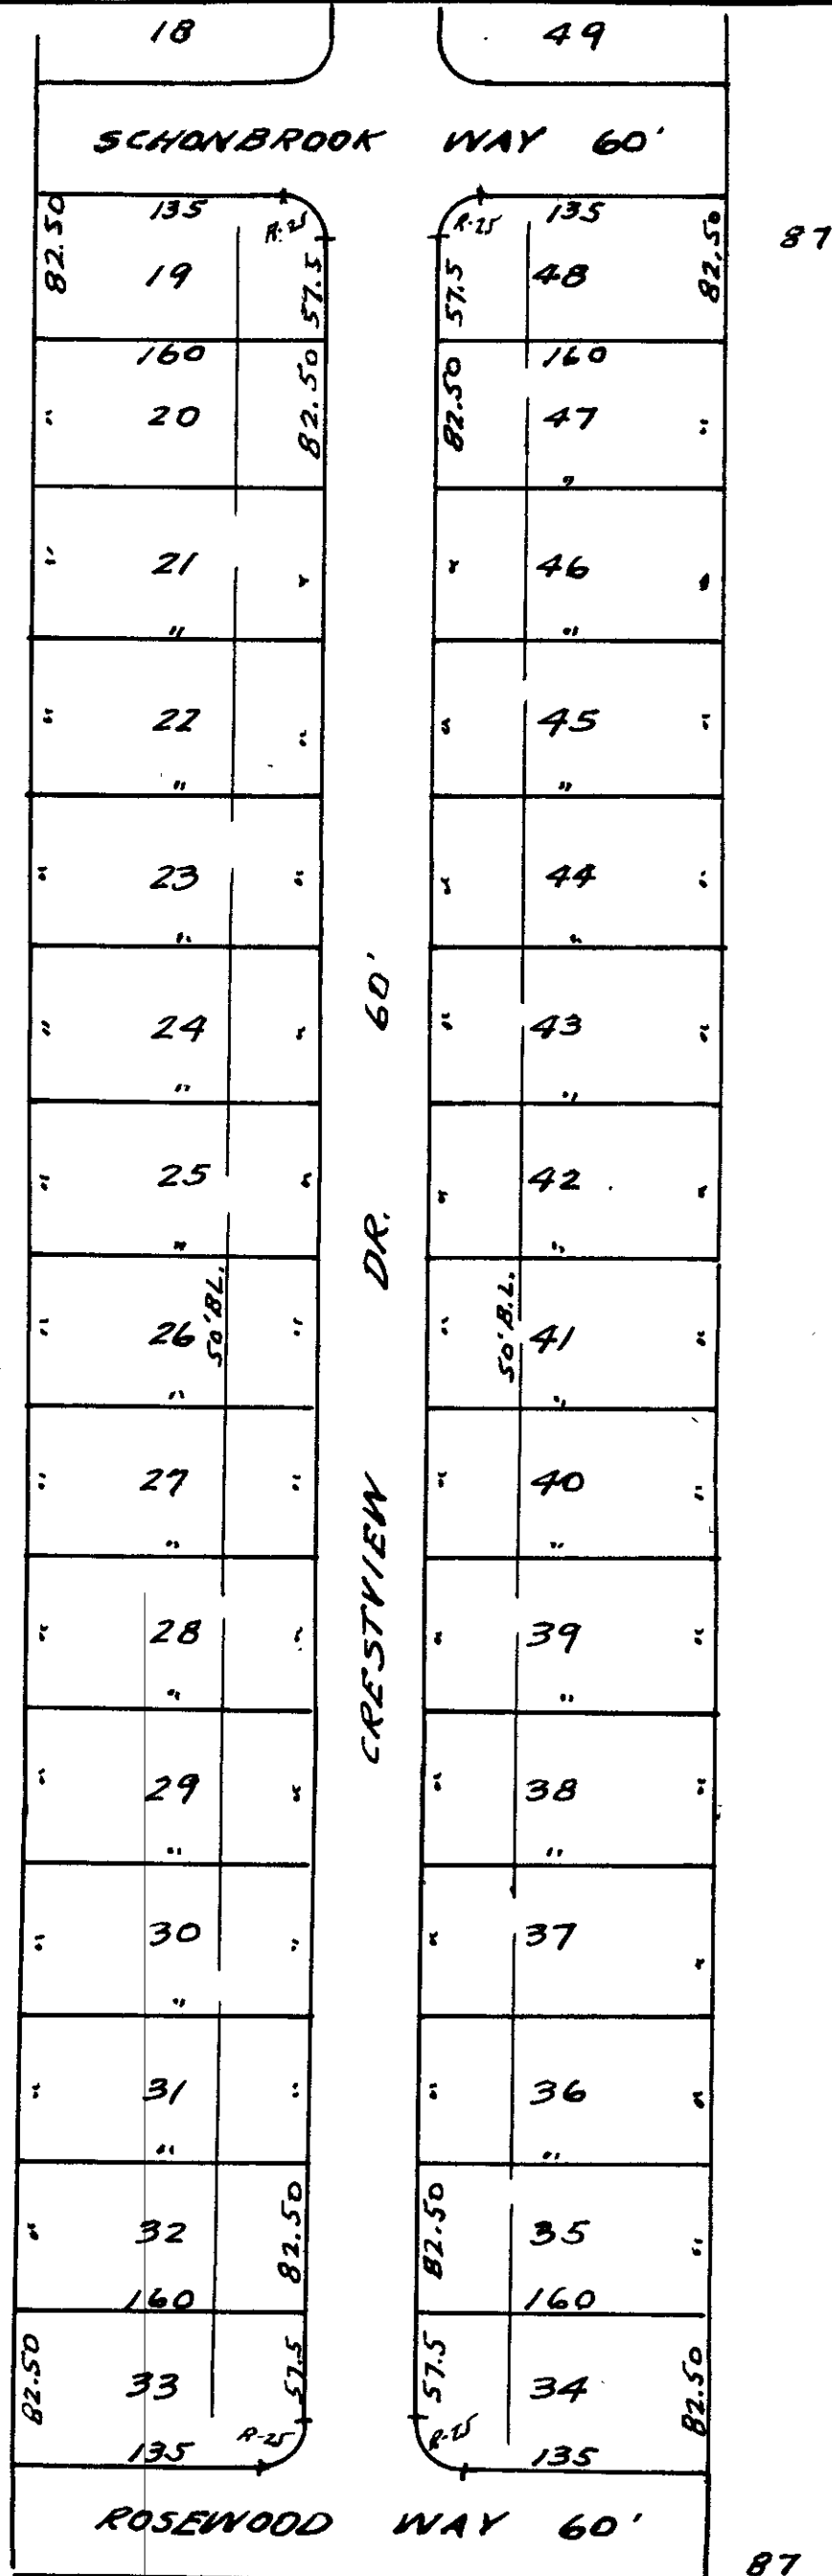 18 49
SCHONBROOK WAY 60'
135 135
82.50 R-25 R-25 82.50 87
19 57.5 57.5 48
160 160
20 82.50 82.50 47
" " "
21 " " 46
" "
" 22 " " 45 "
" "
" 23 " " 44 "
" "
" 24 " 60' " 43 "
" "
" 25 " DR. " 42 "
" "
" 26 50' B.L. " " 50' B.L. 41 "
" "
" 27 " " 40 "
" "
" 28 " CRESTVIEW " 39 "
" "
" 29 " " 38 "
" "
" 30 " " 37 "
"
" 31 " " 36 "
" "
" 32 82.50 82.50 35 "
160 160
82.50 33 57.5 57.5 34 82.50
135 R-25 R-25 135
ROSEWOOD WAY 60'
87